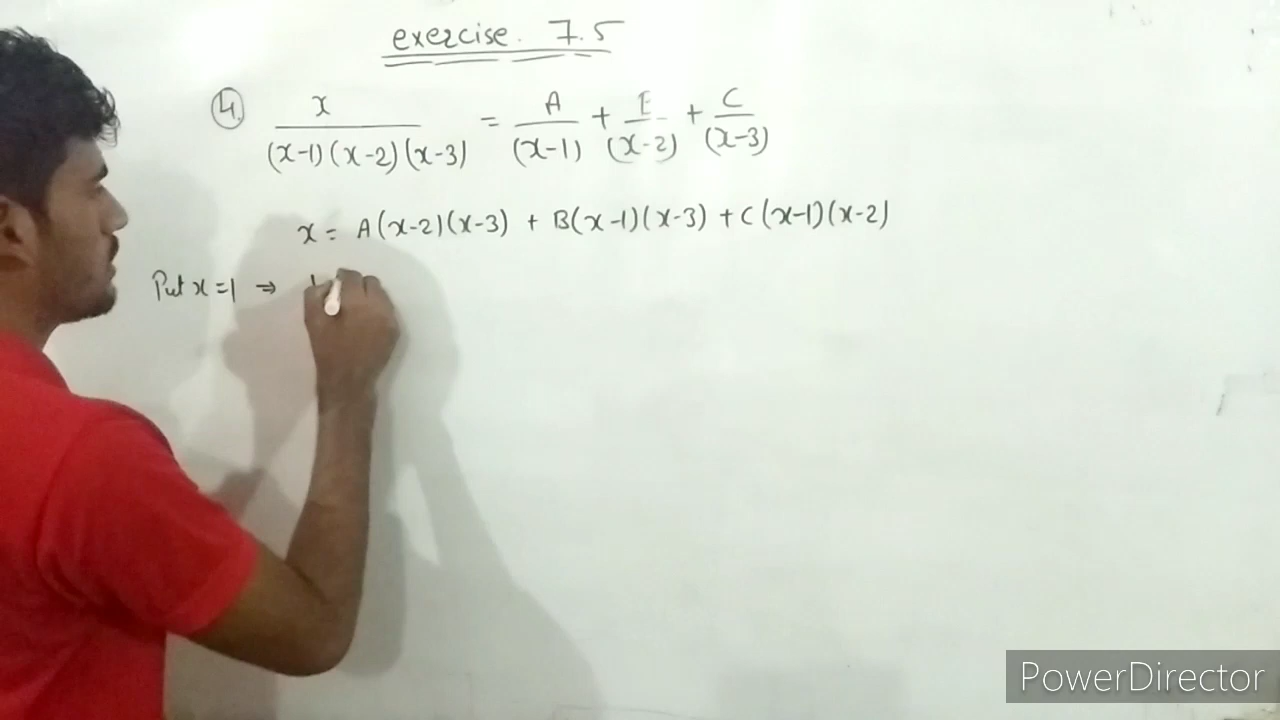 exercise. 7.5
4. x/((x-1)(x-2)(x-3)) = A/(x-1) + B/(x-2) + C/(x-3)
x = A(x-2)(x-3) + B(x-1)(x-3) + C(x-1)(x-2)
Put x=1 ⇒
PowerDirector